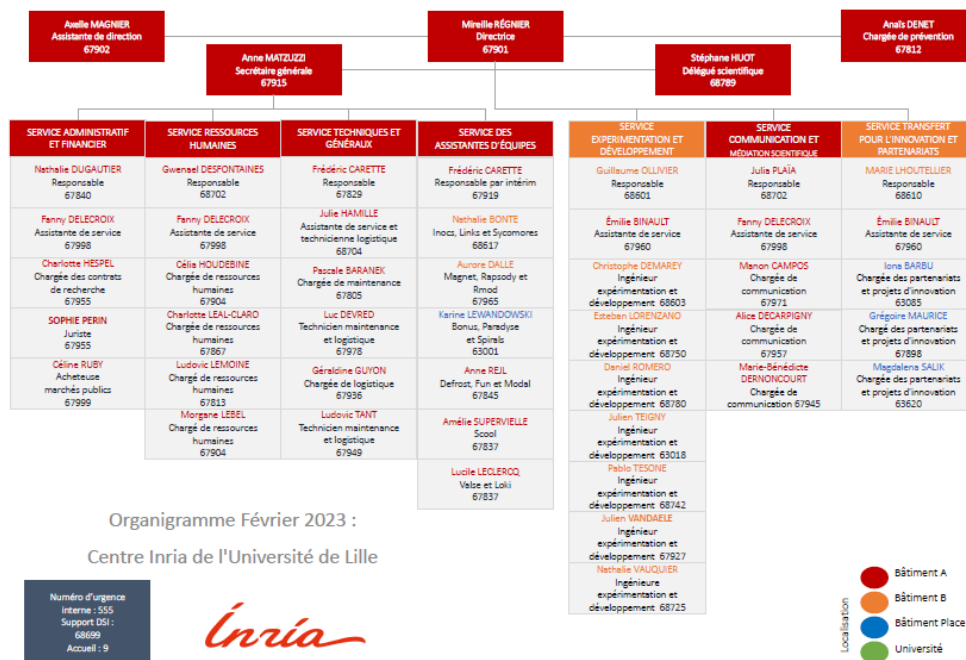 Axelle MAGNIER
Assistante de direction
67902
Mireille RÉGNIER
Directrice
67901
Anaïs DENET
Chargée de prévention
67812
Anne MATZUZZI
Secrétaire générale
67915
Stéphane HUOT
Délégué scientifique
68789
SERVICE ADMINISTRATIF
ET FINANCIER
Nathalie DUGAUTIER
Responsable
67840
Fanny DELECROIX
Assistante de service
67998
Charlotte HESPEL
Chargée des contrats
de recherche
67955
SOPHIE PERIN
Juriste
67955
Céline RUBY
Acheteuse
marchés publics
67999
SERVICE RESSOURCES
HUMAINES
Gwenael DESFONTAINES
Responsable
68702
Fanny DELECROIX
Assistante de service
67998
Célia HOUDEBINE
Chargée de ressources
humaines
67904
Charlotte LEAL-CLARO
Chargée de ressources
humaines
67867
Ludovic LEMOINE
Chargé de ressources
humaines
67813
Morgane LEBEL
Chargé de ressources
humaines
67904
SERVICE TECHNIQUES ET
GÉNÉRAUX
Frédéric CARETTE
Responsable
67829
Julie HAMILLE
Assistante de service et
technicienne logistique
68704
Pascale BARANEK
Chargée de maintenance
67805
Luc DEVRED
Technicien maintenance
et logistique
67978
Géraldine GUYON
Chargée de logistique
67936
Ludovic TANT
Technicien maintenance
et logistique
67949
SERVICE DES
ASSISTANTES D'ÉQUIPES
Frédéric CARETTE
Responsable par intérim
67919
Nathalie BONTE
Inocs, Links et Sycomores
68617
Aurore DALLE
Magnet, Rapsody et
Rmod
67965
Karine LEWANDOWSKI
Bonus, Paradyse
et Spirals
63001
Anne REJL
Defrost, Fun et Modal
67845
Amélie SUPERVIELLE
Scool
67837
Lucile LECLERCQ
Valse et Loki
67837
SERVICE
EXPERIMENTATION ET
DÉVELOPPEMENT
Guillaume OLLIVIER
Responsable
68601
Émilie BINAULT
Assistante de service
67960
Christophe DEMAREY
Ingénieur
expérimentation et
développement 68603
Esteban LORENZANO
Ingénieur
expérimentation et
développement 68750
Daniel ROMERO
Ingénieur
expérimentation et
développement 68780
Julien TEIGNY
Ingénieur
expérimentation et
développement
63018
Pablo TESONE
Ingénieur
expérimentation et
développement 68742
Julien VANDAELE
Ingénieur
expérimentation et
développement 67927
Nathalie VAUQUIER
Ingénieure
expérimentation et
développement 68725
SERVICE
COMMUNICATION ET
MÉDIATION SCIENTIFIQUE
Julia PLAÏA
Responsable
68702
Fanny DELECROIX
Assistante de service
67998
Manon CAMPOS
Chargée de
communication
67971
Alice DECARPIGNY
Chargée de
communication
67957
Marie-Bénédicte
DERNONCOURT
Chargée de
communication 67945
SERVICE TRANSFERT
POUR L'INNOVATION ET
PARTENARIATS
MARIE LHOUTELLIER
Responsable
68610
Émilie BINAULT
Assistante de service
67960
Iona BARBU
Chargée des partenariats
et projets d'innovation
63085
Grégoire MAURICE
Chargé des partenariats
et projets d'innovation
67898
Magdalena SALIK
Chargée des partenariats
et projets d'innovation
63620
Organigramme Février 2023 :
Centre Inria de l'Université de Lille
Numéro d'urgence
interne : 555
Support DSI :
68699
Accueil : 9
Inria
Localisation
Bâtiment A
Bâtiment B
Bâtiment Place
Université